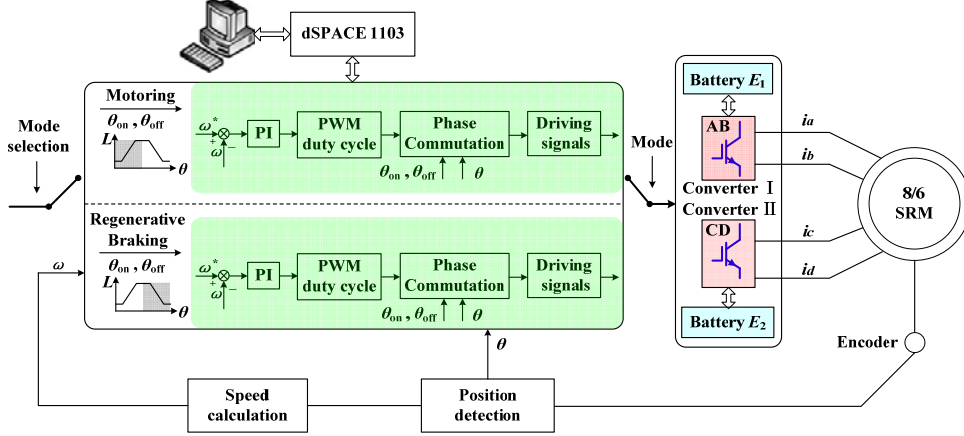 dSPACE 1103
Mode
selection
Motoring
θon , θoff
L
θ
ω*
+
−
ω
PI
PWM
duty cycle
Phase
Commutation
θon , θoff
θ
Driving
signals
Regenerative
Braking
θon , θoff
L
θ
ω*
+
−
ω
PI
PWM
duty cycle
Phase
Commutation
θon , θoff
θ
Driving
signals
ω
Mode
Battery E1
AB
Converter Ⅰ
Converter Ⅱ
CD
Battery E2
ia
ib
ic
id
8/6
SRM
Encoder
θ
Speed
calculation
Position
detection